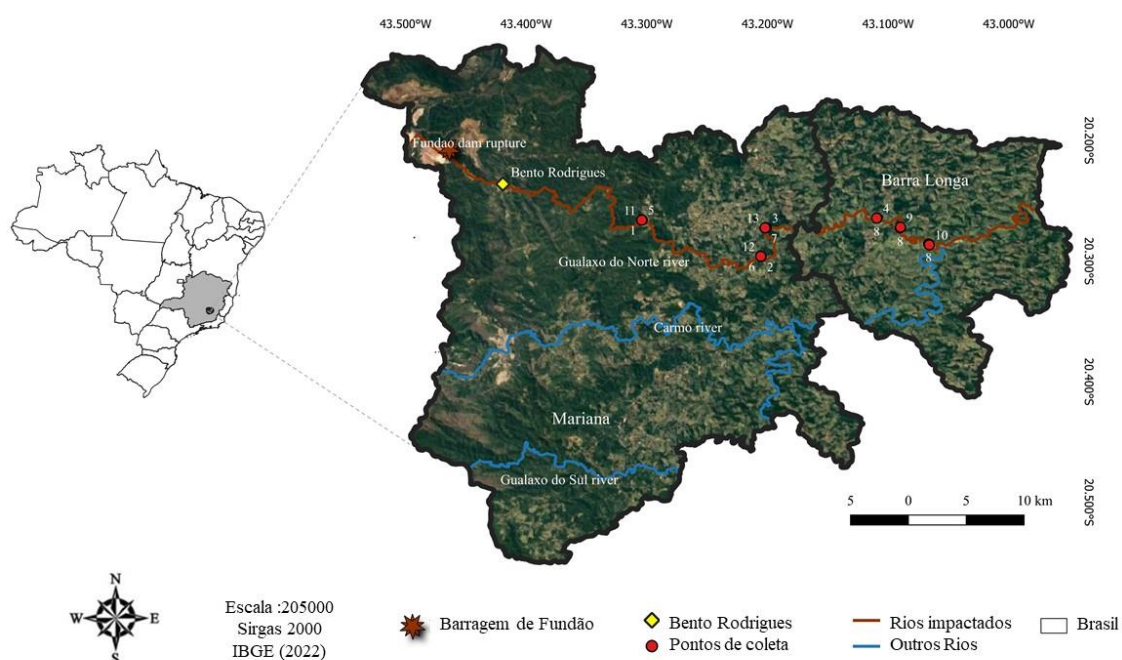 43.500°W 43.400°W 43.300°W 43.200°W 43.100°W 43.000°W
20.200°S
20.300°S
20.400°S
20.500°S
Fundao dam rupture
Bento Rodrigues
Barra Longa
11 5
1
13 3
7
12
6 2
4
8
9
8
10
8
Gualaxo do Norte river
Carmo river
Mariana
Gualaxo do Sul river
5 0 5 10 km
N
W E
S
Escala :205000
Sirgas 2000
IBGE (2022)
Barragem de Fundão
Bento Rodrigues
Pontos de coleta
Rios impactados
Outros Rios
Brasil